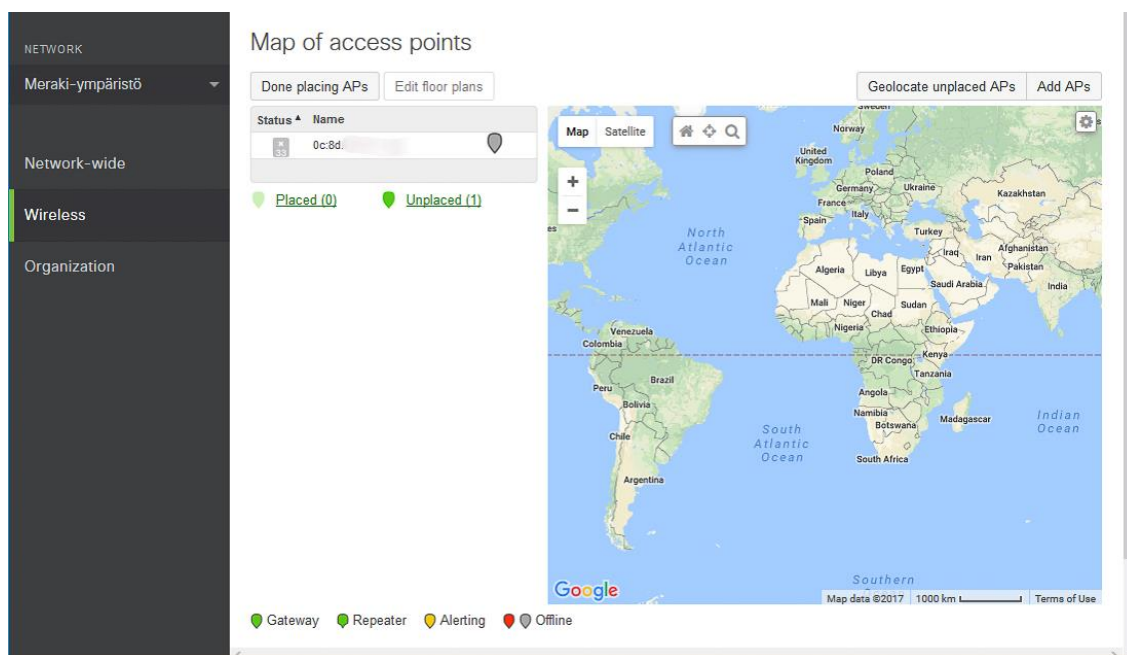 Map of access points
NETWORK
Meraki-ympäristö
Network-wide
Wireless
Organization
Done placing APs
Edit floor plans
Geolocate unplaced APs
Add APs
Status Name
33 0c:8d:
Placed (0)
Unplaced (1)
Map
Satellite
+
−
Sweden
Norway
United
Kingdom
Poland
Germany
Ukraine
Kazakhstan
France
Spain
Italy
Turkey
Afghanistan
Iraq
Iran
Pakistan
Algeria
Libya
Egypt
Saudi Arabia
India
Mali
Niger
Chad
Sudan
Nigeria
Ethiopia
North
Atlantic
Ocean
Venezuela
Colombia
DR Congo
Kenya
Tanzania
Peru
Brazil
Bolivia
Angola
Namibia
Botswana
Madagascar
Indian
Ocean
Chile
South
Atlantic
Ocean
South Africa
Argentina
Southern
Google
Map data ©2017
1000 km
Terms of Use
Gateway
Repeater
Alerting
Offline